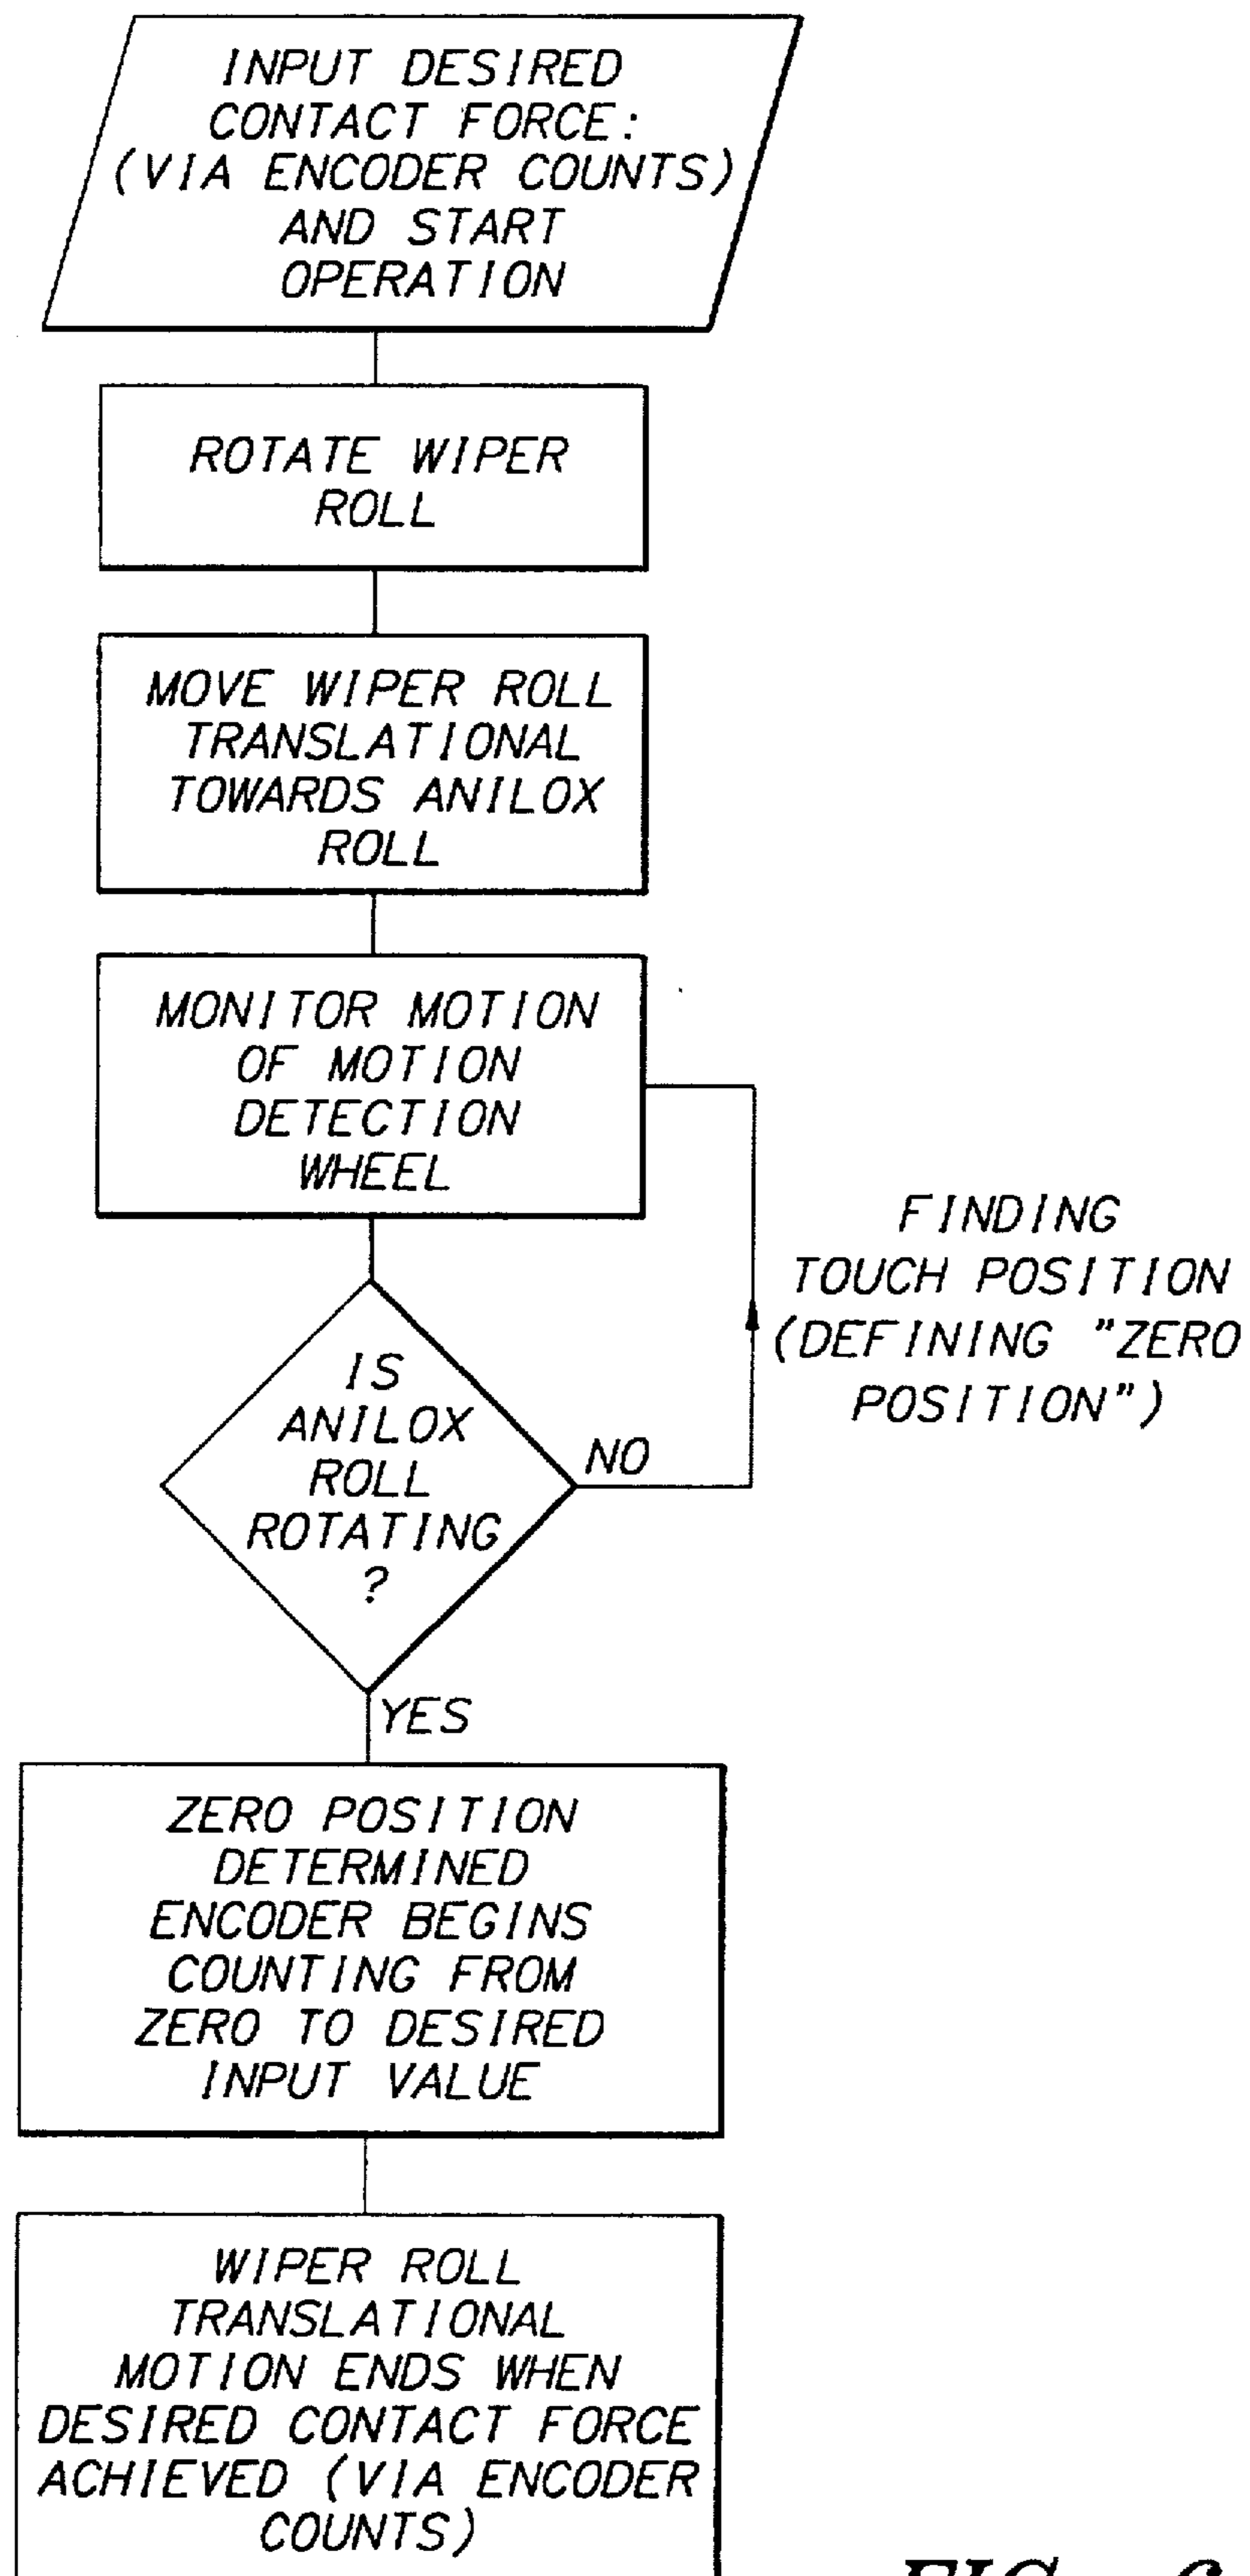 INPUT DESIRED
CONTACT FORCE:
(VIA ENCODER COUNTS)
AND START
OPERATION
ROTATE WIPER
ROLL
MOVE WIPER ROLL
TRANSLATIONAL
TOWARDS ANILOX
ROLL
MONITOR MOTION
OF MOTION
DETECTION
WHEEL
FINDING
TOUCH POSITION
(DEFINING "ZERO
POSITION")
IS
ANILOX
ROLL
ROTATING
?
NO
YES
ZERO POSITION
DETERMINED
ENCODER BEGINS
COUNTING FROM
ZERO TO DESIRED
INPUT VALUE
WIPER ROLL
TRANSLATIONAL
MOTION ENDS WHEN
DESIRED CONTACT FORCE
ACHIEVED (VIA ENCODER
COUNTS)